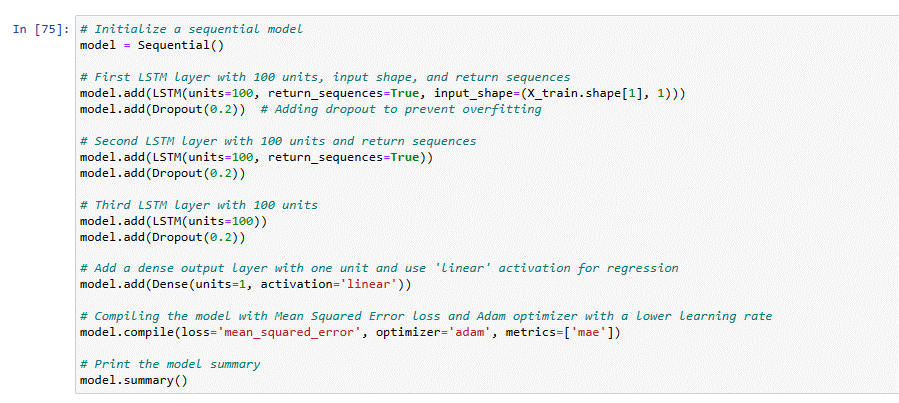 In [75]: # Initialize a sequential model
model = Sequential()
# First LSTM layer with 100 units, input shape, and return sequences
model.add(LSTM(units=100, return_sequences=True, input_shape=(X_train.shape[1], 1)))
model.add(Dropout(0.2))  # Adding dropout to prevent overfitting
# Second LSTM layer with 100 units and return sequences
model.add(LSTM(units=100, return_sequences=True))
model.add(Dropout(0.2))
# Third LSTM layer with 100 units
model.add(LSTM(units=100))
model.add(Dropout(0.2))
# Add a dense output layer with one unit and use 'linear' activation for regression
model.add(Dense(units=1, activation='linear'))
# Compiling the model with Mean Squared Error loss and Adam optimizer with a lower learning rate
model.compile(loss='mean_squared_error', optimizer='adam', metrics=['mae'])
# Print the model summary
model.summary()